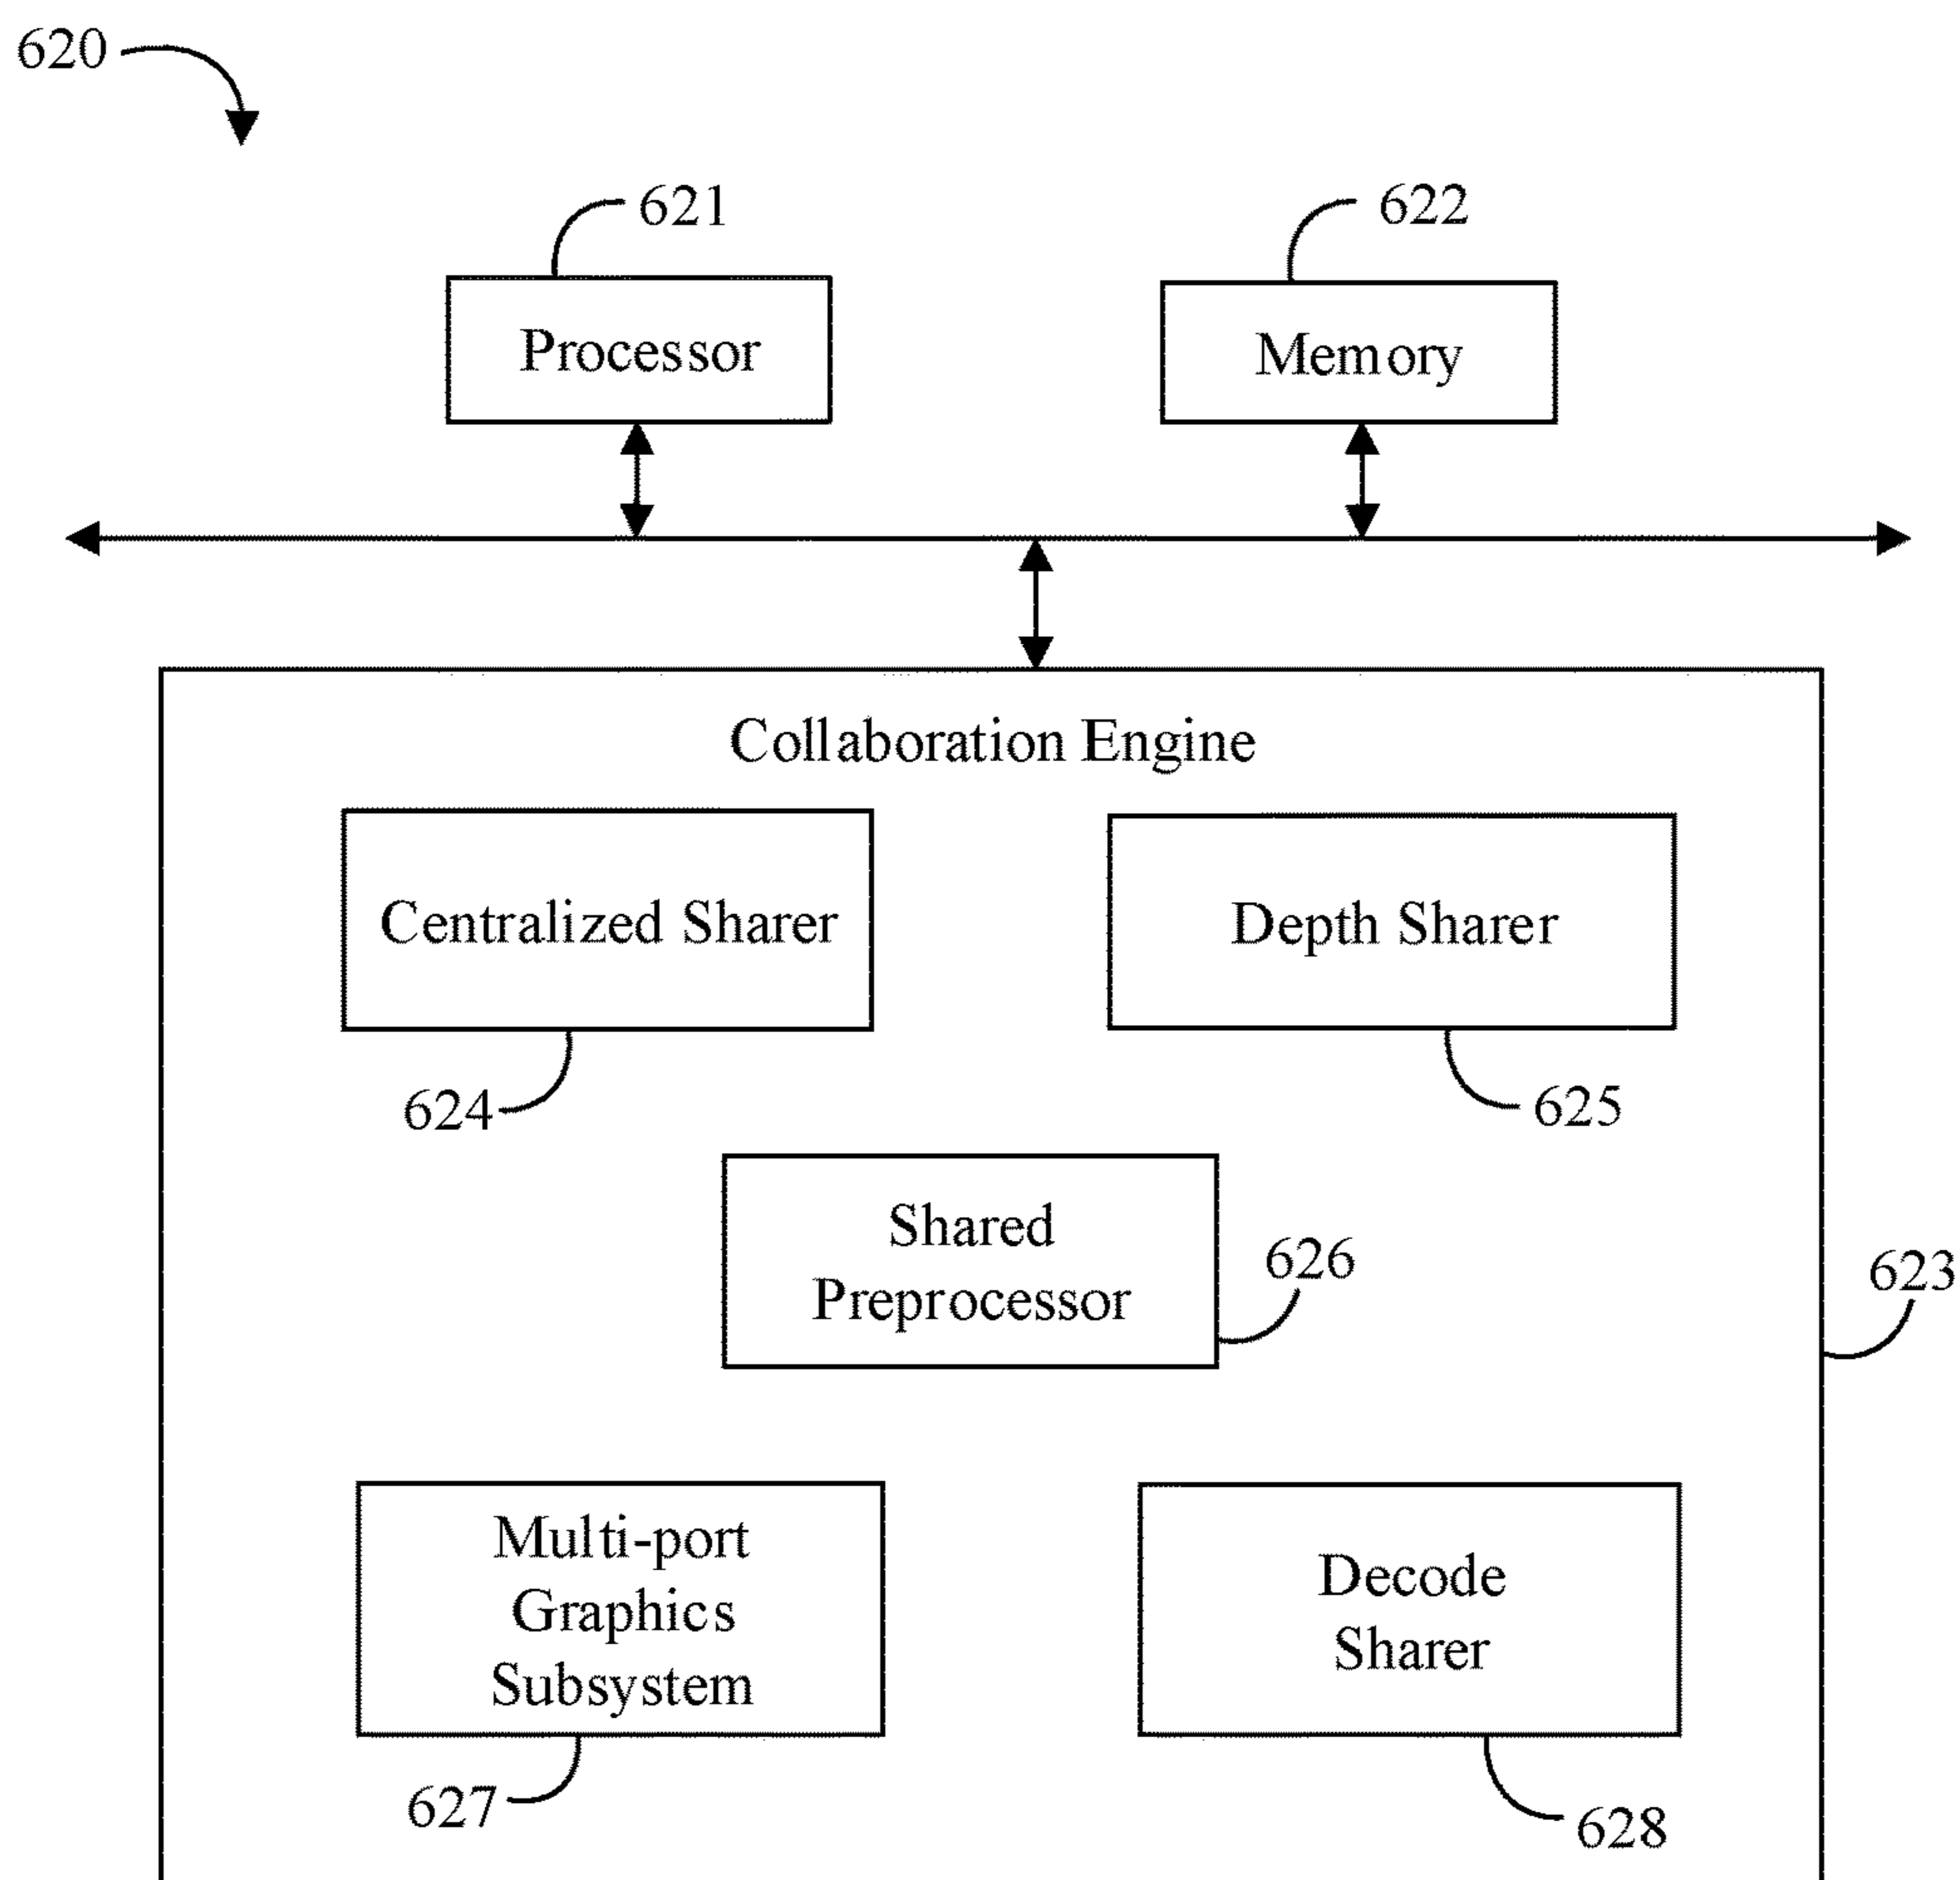 620
621
622
Processor
Memory
Collaboration Engine
Centralized Sharer
Depth Sharer
624
625
Shared
Preprocessor
626
623
Multi-port
Graphics
Subsystem
Decode
Sharer
627
628